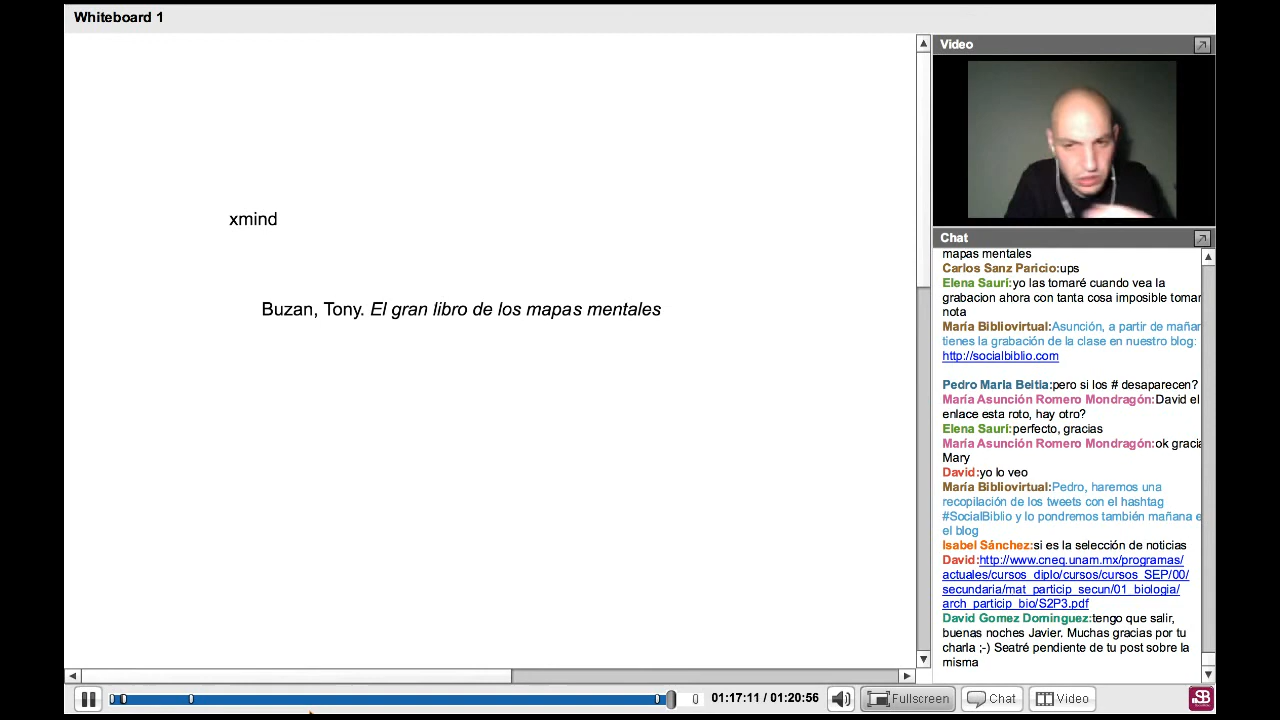 Whiteboard 1
xmind
Buzan, Tony. El gran libro de los mapas mentales
Video
Chat
mapas mentales
Carlos Sanz Paricio:ups
Elena Saurí:yo las tomaré cuando vea la
grabacion ahora con tanta cosa imposible tomar
nota
María Bibliovirtual:Asunción, a partir de mañar
tienes la grabación de la clase en nuestro blog:
http://socialbiblio.com
Pedro María Beitia:pero si los # desaparecen?
María Asunción Romero Mondragón:David el
enlace esta roto, hay otro?
Elena Saurí:perfecto, gracias
María Asunción Romero Mondragón:ok gracia
Mary
David:yo lo veo
María Bibliovirtual:Pedro, haremos una
recopilación de los tweets con el hashtag
#SocialBiblio y lo pondremos también mañana e
el blog
Isabel Sánchez:si es la selección de noticias
David:http://www.cneq.unam.mx/programas/
actuales/cursos_diplo/cursos/cursos_SEP/00/
secundaria/mat_particip_secun/01_biologia/
arch_particip_bio/S2P3.pdf
David Gomez Dominguez:tengo que salir,
buenas noches Javier. Muchas gracias por tu
charla ;-) Seatré pendiente de tu post sobre la
misma
01:17:11 / 01:20:56
Fullscreen
Chat
Video
SB